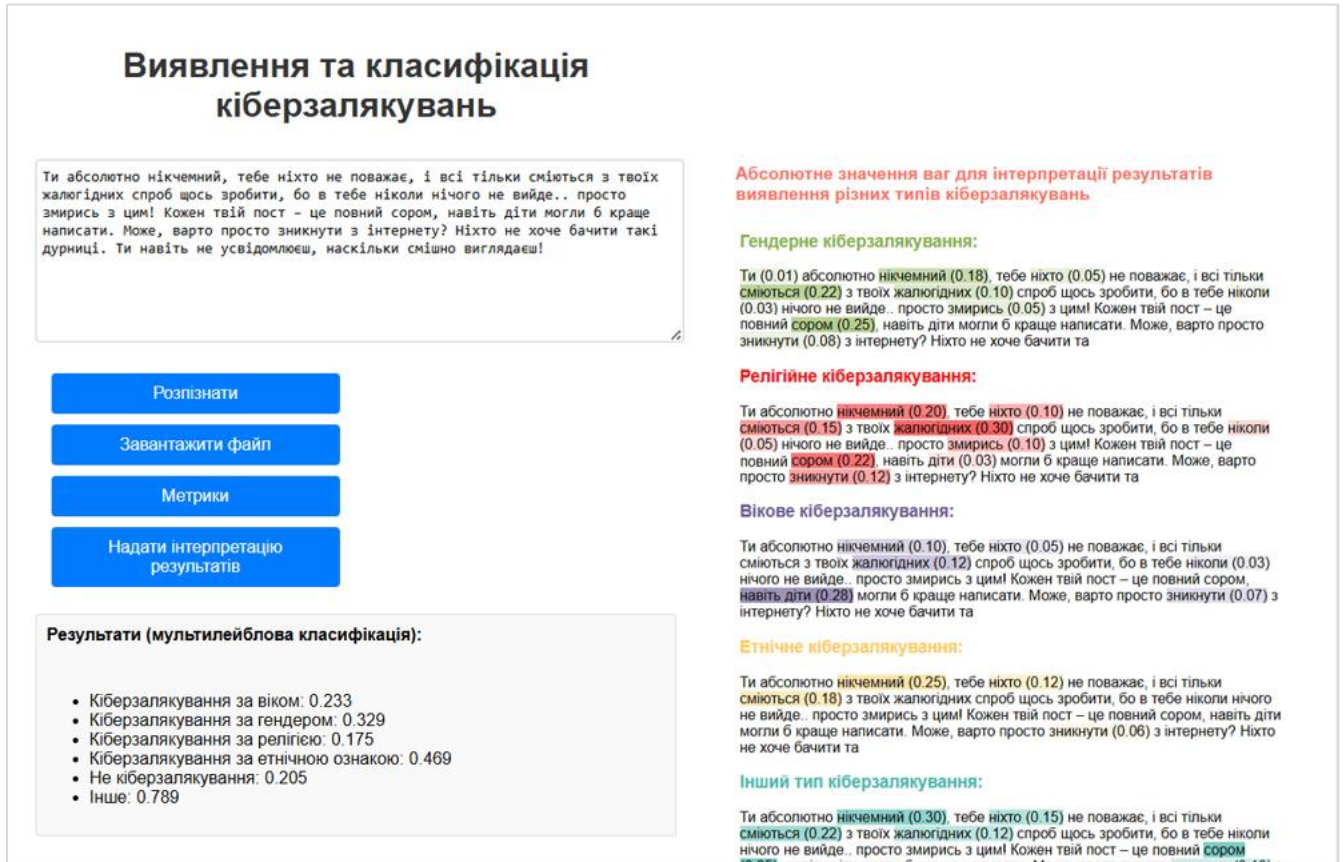 Виявлення та класифікація
кіберзалякувань
Ти абсолютно нікчемний, тебе ніхто не поважає, і всі тільки сміються з твоїх
жалюгідних спроб щось зробити, бо в тебе ніколи нічого не вийде.. просто
змирись з цим! Кожен твій пост – це повний сором, навіть діти могли б краще
написати. Може, варто просто зникнути з інтернету? Ніхто не хоче бачити такі
дурниці. Ти навіть не усвідомлюєш, наскільки смішно виглядаєш!
Розпізнати
Завантажити файл
Метрики
Надати інтерпретацію
результатів
Результати (мультилейблова класифікація):
• Кіберзалякування за віком: 0.233
• Кіберзалякування за гендером: 0.329
• Кіберзалякування за релігією: 0.175
• Кіберзалякування за етнічною ознакою: 0.469
• Не кіберзалякування: 0.205
• Інше: 0.789
Абсолютне значення ваг для інтерпретації результатів
виявлення різних типів кіберзалякувань
Гендерне кіберзалякування:
Ти (0.01) абсолютно нікчемний (0.18), тебе ніхто (0.05) не поважає, і всі тільки
сміються (0.22) з твоїх жалюгідних (0.10) спроб щось зробити, бо в тебе ніколи
(0.03) нічого не вийде.. просто змирись (0.05) з цим! Кожен твій пост – це
повний сором (0.25), навіть діти могли б краще написати. Може, варто просто
зникнути (0.08) з інтернету? Ніхто не хоче бачити та
Релігійне кіберзалякування:
Ти абсолютно нікчемний (0.20), тебе ніхто (0.10) не поважає, і всі тільки
сміються (0.15) з твоїх жалюгідних (0.30) спроб щось зробити, бо в тебе ніколи
(0.05) нічого не вийде.. просто змирись (0.10) з цим! Кожен твій пост – це
повний сором (0.22), навіть діти (0.03) могли б краще написати. Може, варто
просто зникнути (0.12) з інтернету? Ніхто не хоче бачити та
Вікове кіберзалякування:
Ти абсолютно нікчемний (0.10), тебе ніхто (0.05) не поважає, і всі тільки
сміються з твоїх жалюгідних (0.12) спроб щось зробити, бо в тебе ніколи (0.03)
нічого не вийде.. просто змирись з цим! Кожен твій пост – це повний сором,
навіть діти (0.28) могли б краще написати. Може, варто просто зникнути (0.07) з
інтернету? Ніхто не хоче бачити та
Етнічне кіберзалякування:
Ти абсолютно нікчемний (0.25), тебе ніхто (0.12) не поважає, і всі тільки
сміються (0.18) з твоїх жалюгідних спроб щось зробити, бо в тебе ніколи нічого
не вийде.. просто змирись з цим! Кожен твій пост – це повний сором, навіть діти
могли б краще написати. Може, варто просто зникнути (0.06) з інтернету? Ніхто
не хоче бачити та
Інший тип кіберзалякування:
Ти абсолютно нікчемний (0.30), тебе ніхто (0.15) не поважає, і всі тільки
сміються (0.22) з твоїх жалюгідних (0.12) спроб щось зробити, бо в тебе ніколи
нічого не вийде.. просто змирись з цим! Кожен твій пост – це повний сором